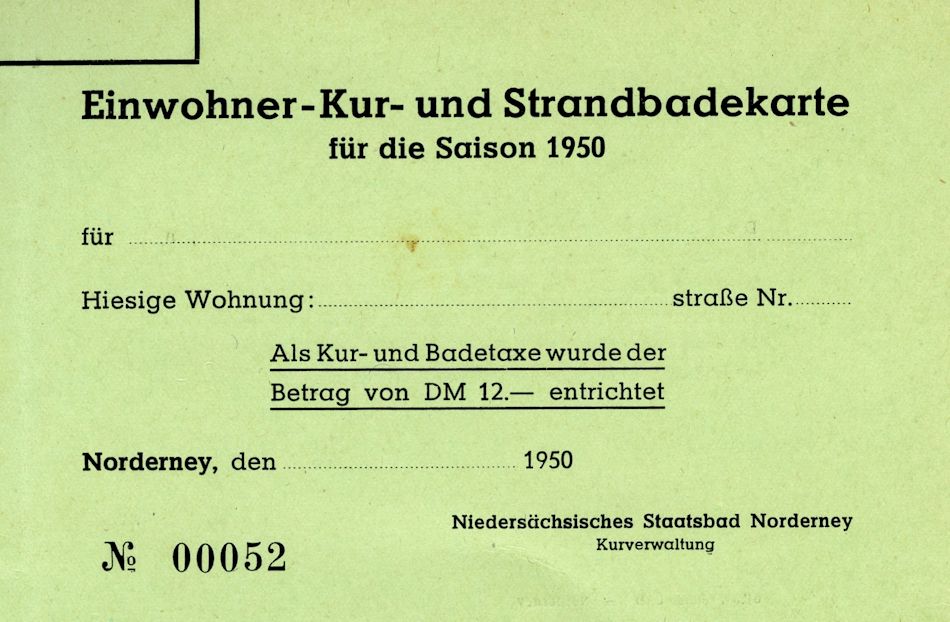 Einwohner-Kur- und Strandbadekarte
für die Saison 1950
für
Hiesige Wohnung: straße Nr.
Als Kur- und Badetaxe wurde der
Betrag von DM 12.— entrichtet
Norderney, den 1950
Niedersächsisches Staatsbad Norderney
Kurverwaltung
№ 00052